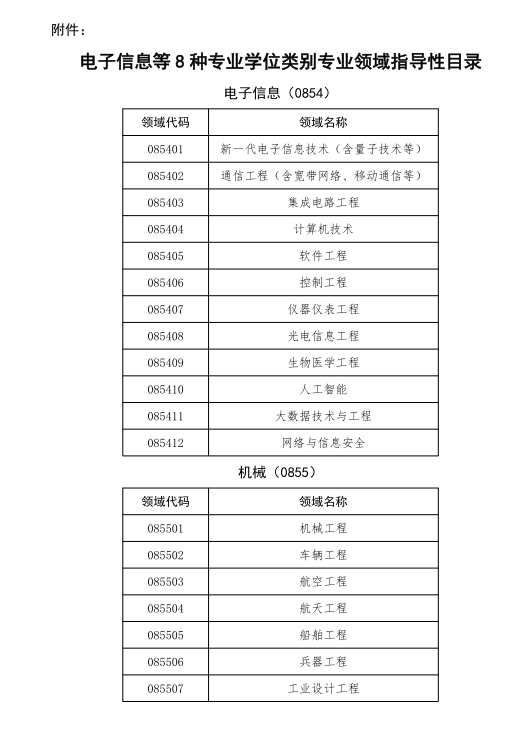 附件:
电子信息等 8 种专业学位类别专业领域指导性目录
电子信息（0854）
领域代码 领域名称
085401 新一代电子信息技术（含量子技术等）
085402 通信工程（含宽带网络、移动通信等）
085403 集成电路工程
085404 计算机技术
085405 软件工程
085406 控制工程
085407 仪器仪表工程
085408 光电信息工程
085409 生物医学工程
085410 人工智能
085411 大数据技术与工程
085412 网络与信息安全
机械（0855）
领域代码 领域名称
085501 机械工程
085502 车辆工程
085503 航空工程
085504 航天工程
085505 船舶工程
085506 兵器工程
085507 工业设计工程